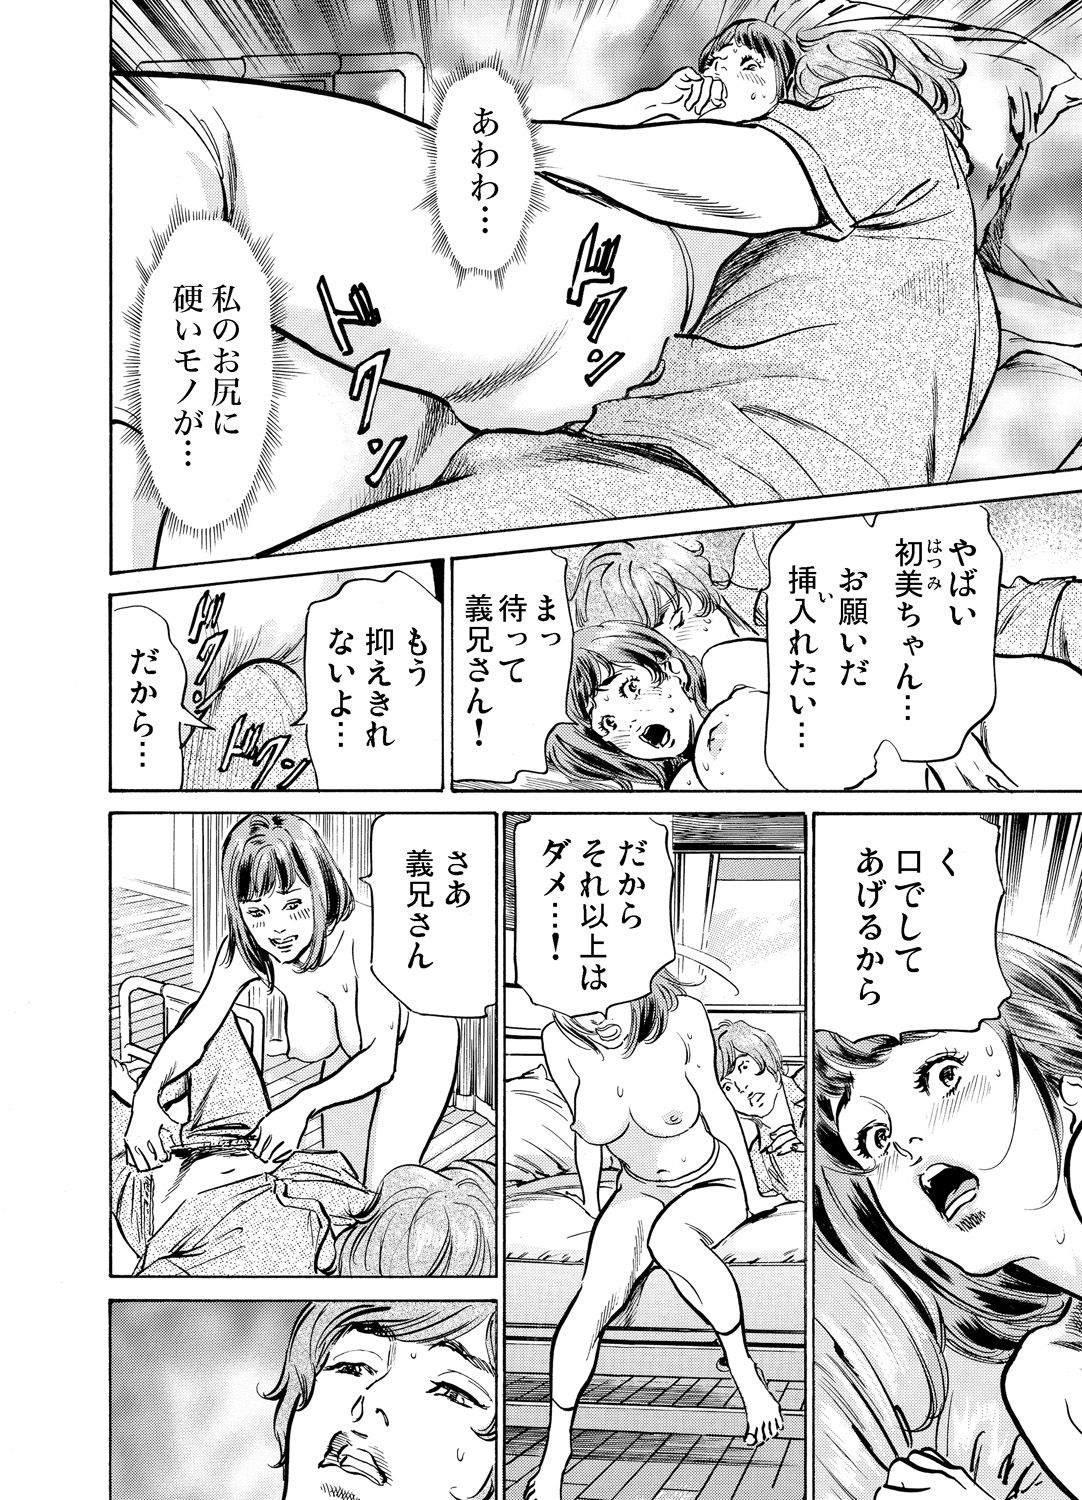 あわわ…
ドクン
ドクン
私のお尻に
硬いモノが…
やばい
初美ちゃん…
はつみ
お願いだ
挿入れたい…
い
まっ
待って
義兄さん！
もう
抑えきれ
ないよ…
ドクン
ドクン
だから…
く
口でして
あげるから
だから
それ以上は
ダメ…！
さあ
義兄さん